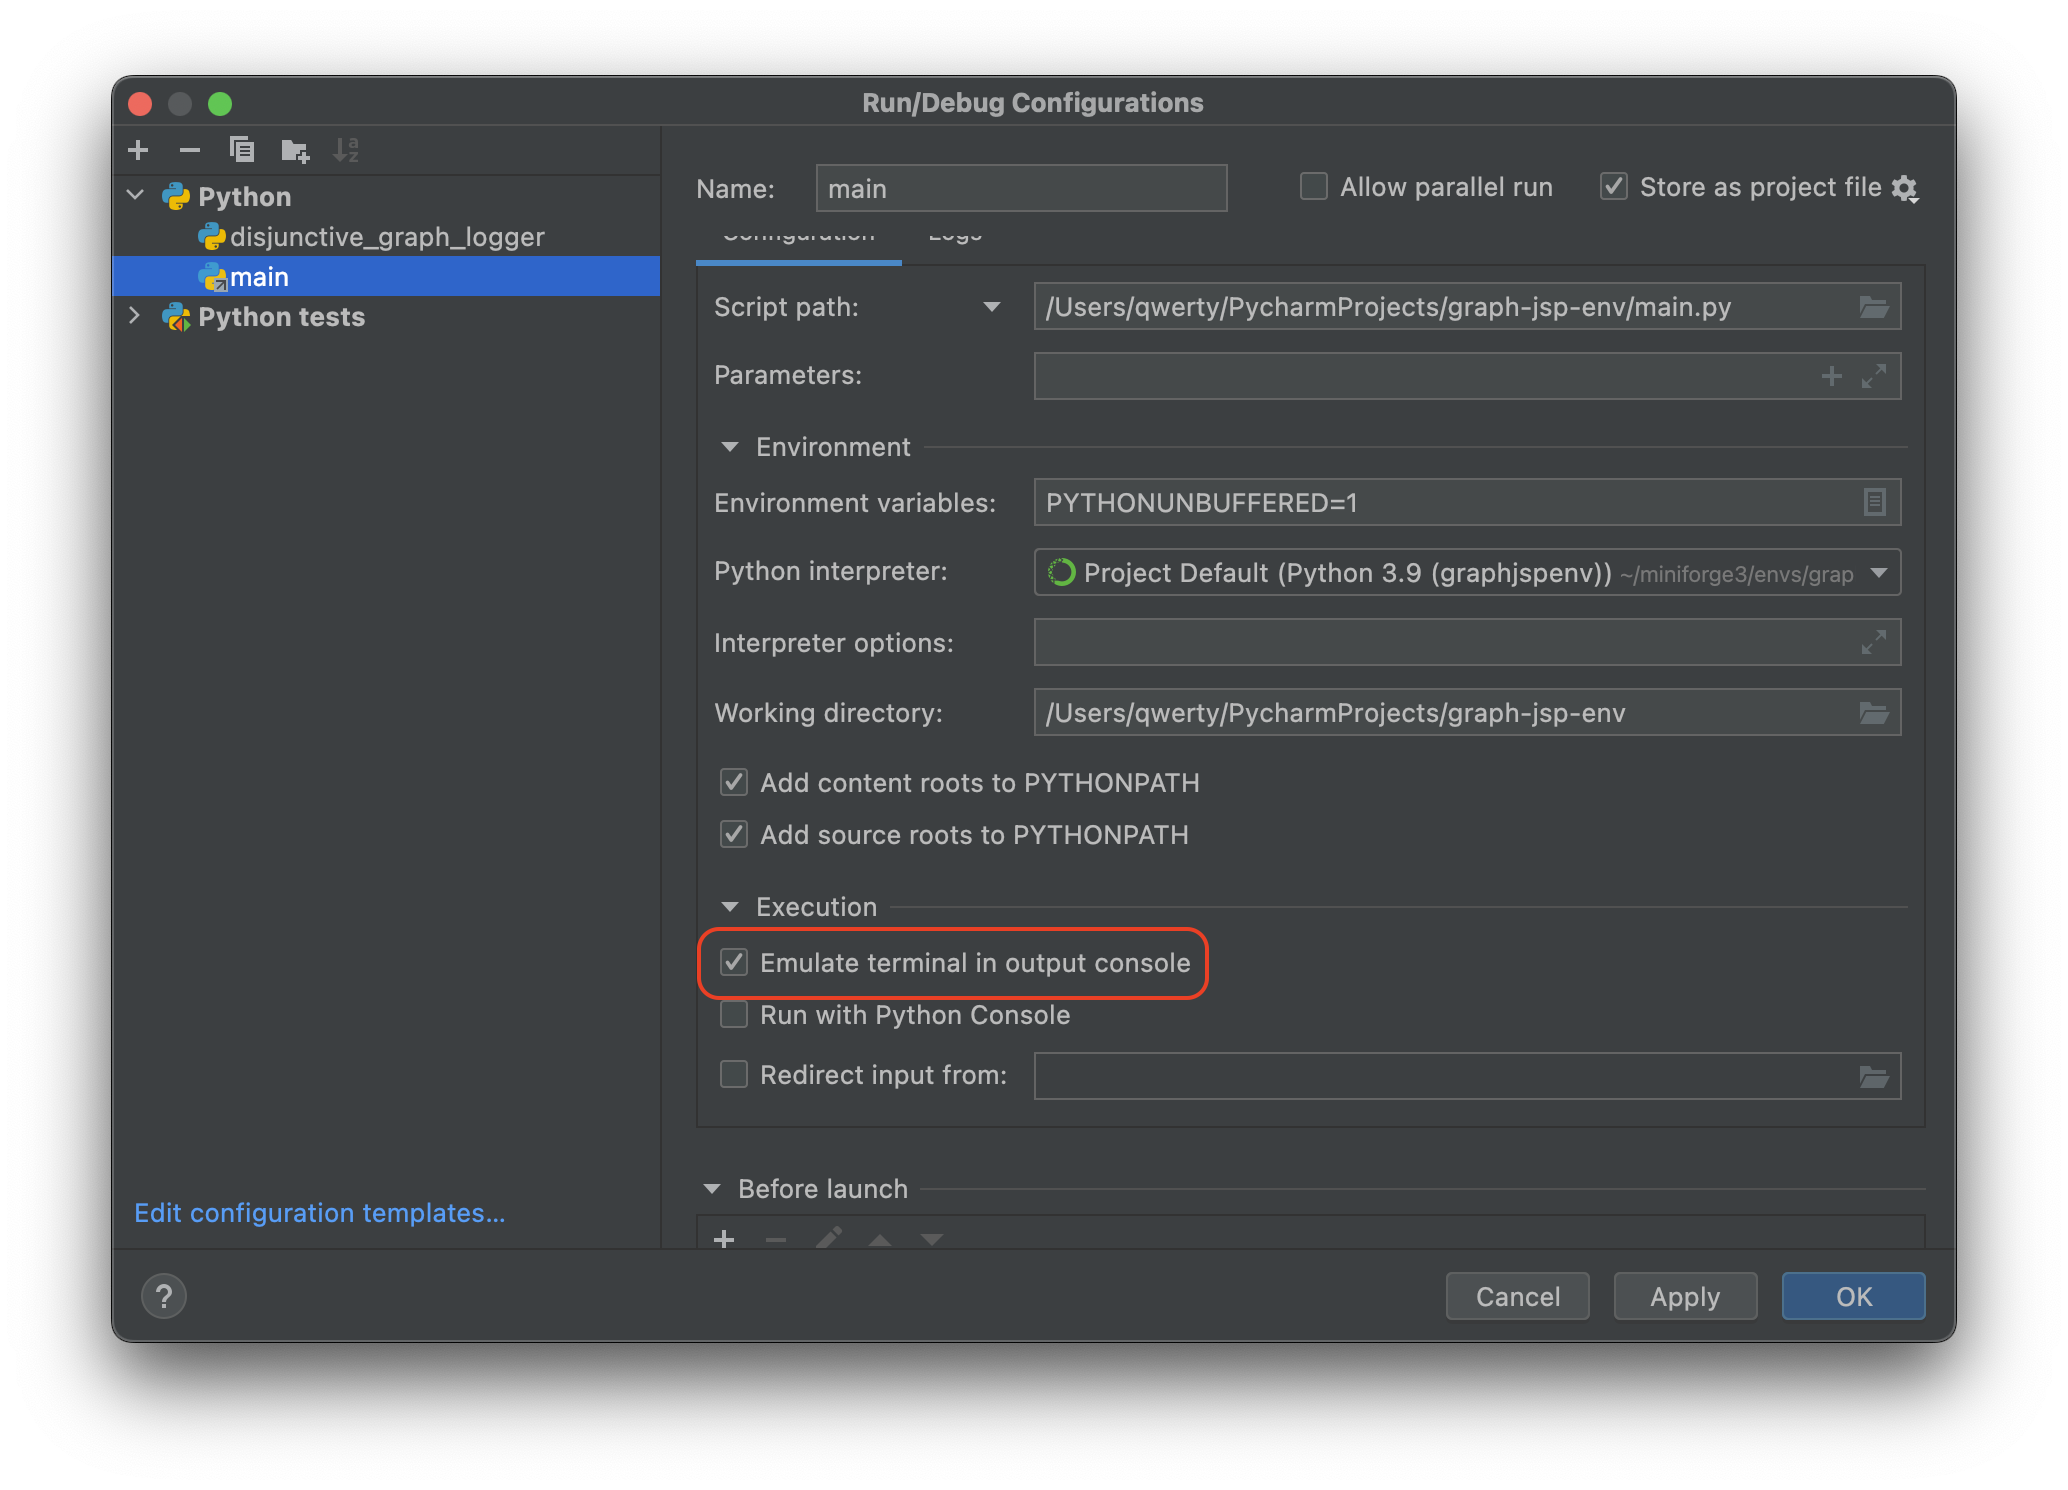 Run/Debug Configurations
Python
disjunctive_graph_logger
main
Python tests
Edit configuration templates...
Name: main
Allow parallel run
Store as project file
Configuration Logs
Script path: /Users/qwerty/PycharmProjects/graph-jsp-env/main.py
Parameters:
Environment
Environment variables: PYTHONUNBUFFERED=1
Python interpreter: Project Default (Python 3.9 (graphjspenv)) ~/miniforge3/envs/grap
Interpreter options:
Working directory: /Users/qwerty/PycharmProjects/graph-jsp-env
Add content roots to PYTHONPATH
Add source roots to PYTHONPATH
Execution
Emulate terminal in output console
Run with Python Console
Redirect input from:
Before launch
? Cancel Apply OK